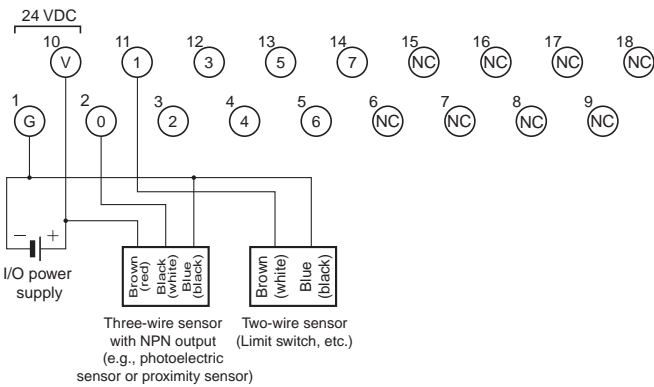 24 VDC
10 11 12 13 14 15 16 17 18
V 1 3 5 7 NC NC NC NC
1 2 3 4 5 6 7 8 9
G 0 2 4 6 NC NC NC NC
− +
I/O power
supply
Brown
(red)
Black
(white)
Blue
(black)
Brown
(white)
Blue
(black)
Three-wire sensor
with NPN output
(e.g., photoelectric
sensor or proximity sensor)
Two-wire sensor
(Limit switch, etc.)